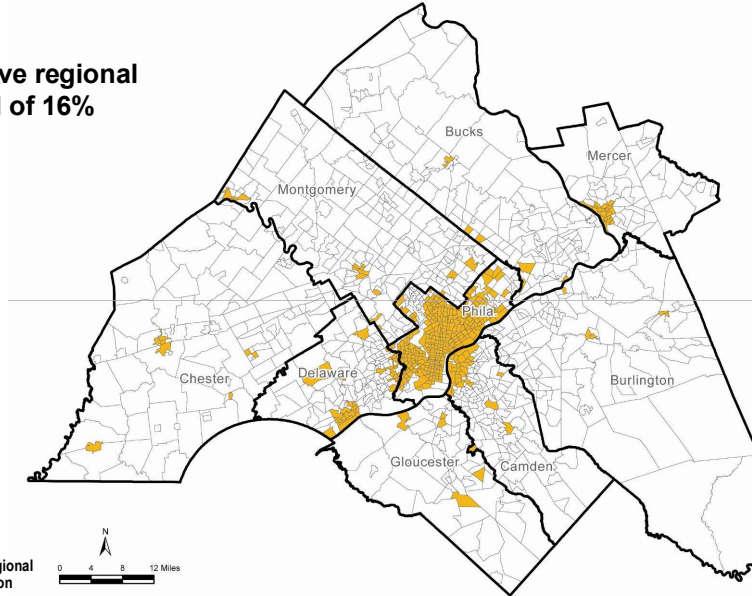 ve regional
of 16%
Bucks
Mercer
Montgomery
Phila.
Chester
Delaware
Burlington
Gloucester
Camden
N
0 4 8 12 Miles
gional
on